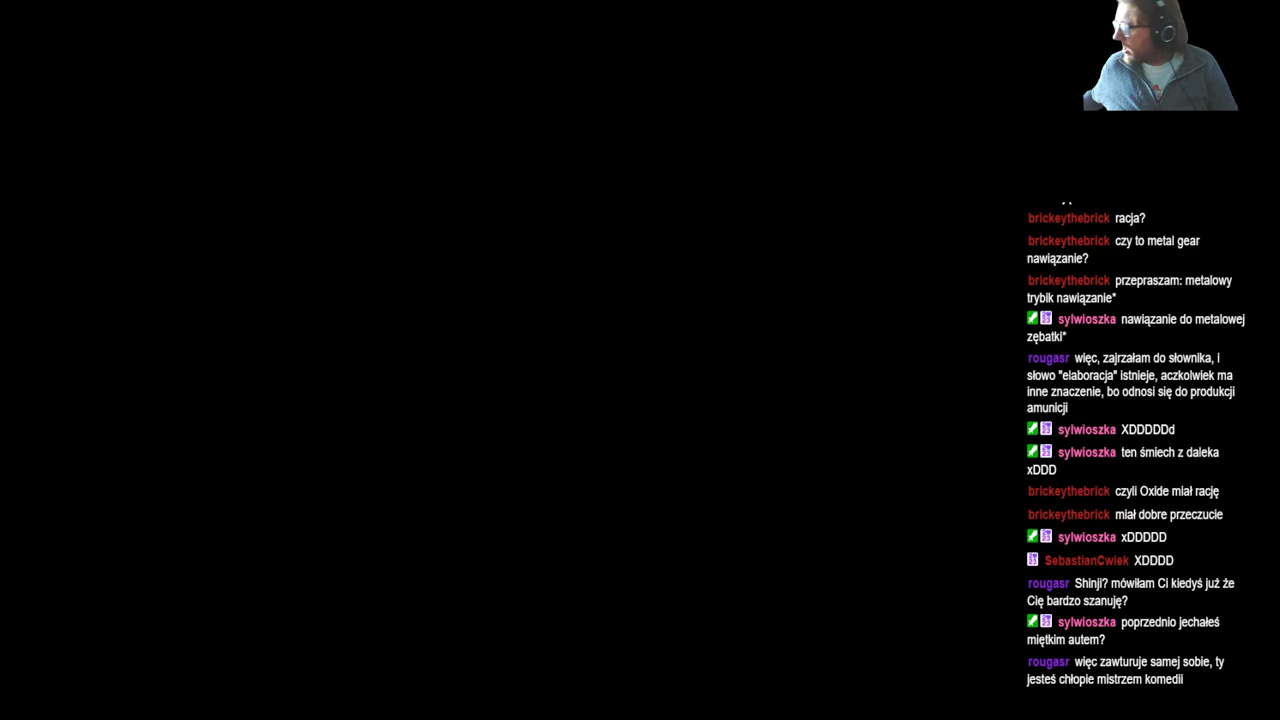 brickeythebrick racja?
brickeythebrick czy to metal gear
nawiązanie?
brickeythebrick przepraszam: metalowy
trybik nawiązanie*
sylwioszka nawiązanie do metalowej
zębatki*
rougasr więc, zajrzałam do słownika, i
słowo "elaboracja" istnieje, aczkolwiek ma
inne znaczenie, bo odnosi się do produkcji
amunicji
sylwioszka XDDDDDd
sylwioszka ten śmiech z daleka
xDDD
brickeythebrick czyli Oxide miał rację
brickeythebrick miał dobre przeczucie
sylwioszka xDDDDD
SebastianCwiek XDDDD
rougasr Shinji? mówiłam Ci kiedyś już że
Cię bardzo szanuję?
sylwioszka poprzednio jechałeś
miętkim autem?
rougasr więc zawturuje samej sobie, ty
jesteś chłopie mistrzem komedii